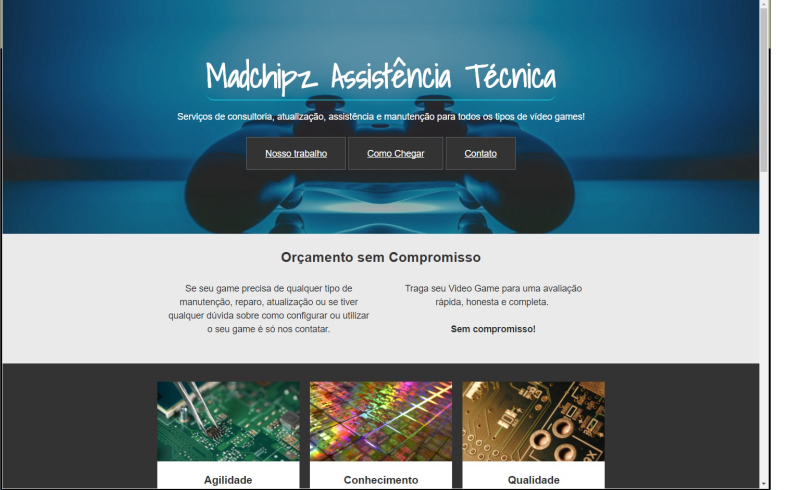 Madchipz Assistência Técnica
Serviços de consultoria, atualização, assistência e manutenção para todos os tipos de vídeo games!
Nosso trabalho
Como Chegar
Contato
Orçamento sem Compromisso
Se seu game precisa de qualquer tipo de
manutenção, reparo, atualização ou se tiver
qualquer dúvida sobre como configurar ou utilizar
o seu game é só nos contatar.
Traga seu Video Game para uma avaliação
rápida, honesta e completa.
Sem compromisso!
Agilidade
Conhecimento
Qualidade